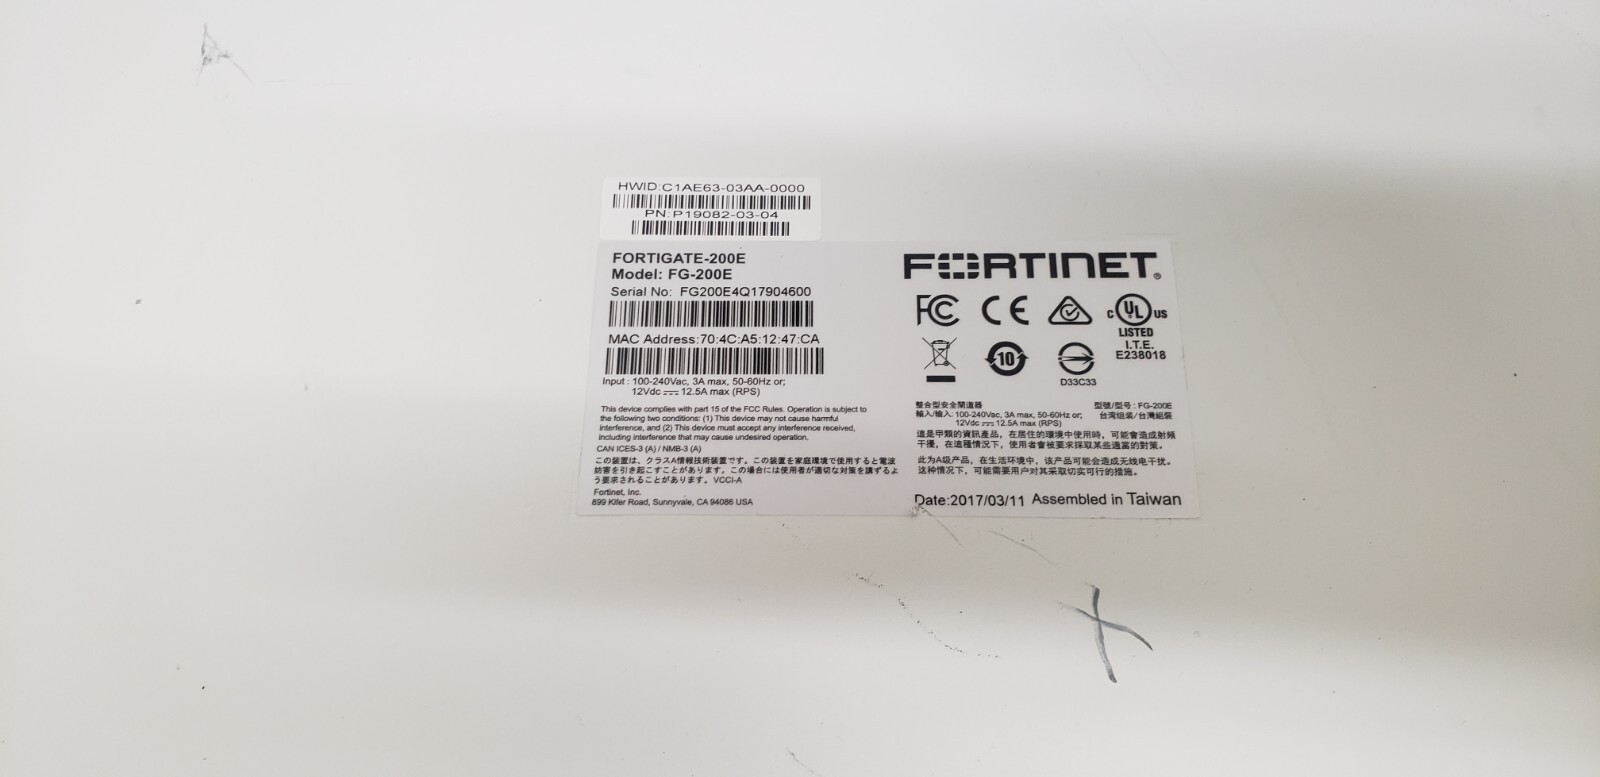 HWID:C1AE63-03AA-0000
PN:P19082-03-04
FORTIGATE-200E
Model: FG-200E
Serial No: FG200E4Q17904600
MAC Address:70:4C:A5:12:47:CA
Input : 100-240Vac, 3A max, 50-60Hz or;
12Vdc ⎓ 12.5A max (RPS)
This device complies with part 15 of the FCC Rules. Operation is subject to
the following two conditions: (1) This device may not cause harmful
interference, and (2) This device must accept any interference received,
including interference that may cause undesired operation.
CAN ICES-3 (A) / NMB-3 (A)
この装置は、クラスA情報技術装置です。この装置を家庭環境で使用すると電波
妨害を引き起こすことがあります。この場合には使用者が適切な対策を講ずるよ
う要求されることがあります。VCCI-A
Fortinet, Inc.
899 Kifer Road, Sunnyvale, CA 94086 USA
FORTINET®
FC CE
C UL US
LISTED
I.T.E.
E238018
10
D33C33
整合型安全閘道器
型號/型号 : FG-200E
輸入/输入: 100-240Vac, 3A max, 50-60Hz or;
台湾组装/台灣組裝
12Vdc ⎓ 12.5A max (RPS)
這是甲類的資訊產品，在居住的環境中使用時，可能會造成射頻
干擾，在這種情況下，使用者會被要求採取某些適當的對策。
此为A级产品，在生活环境中，该产品可能会造成无线电干扰。
这种情况下，可能需要用户对其采取切实可行的措施。
Date:2017/03/11 Assembled in Taiwan